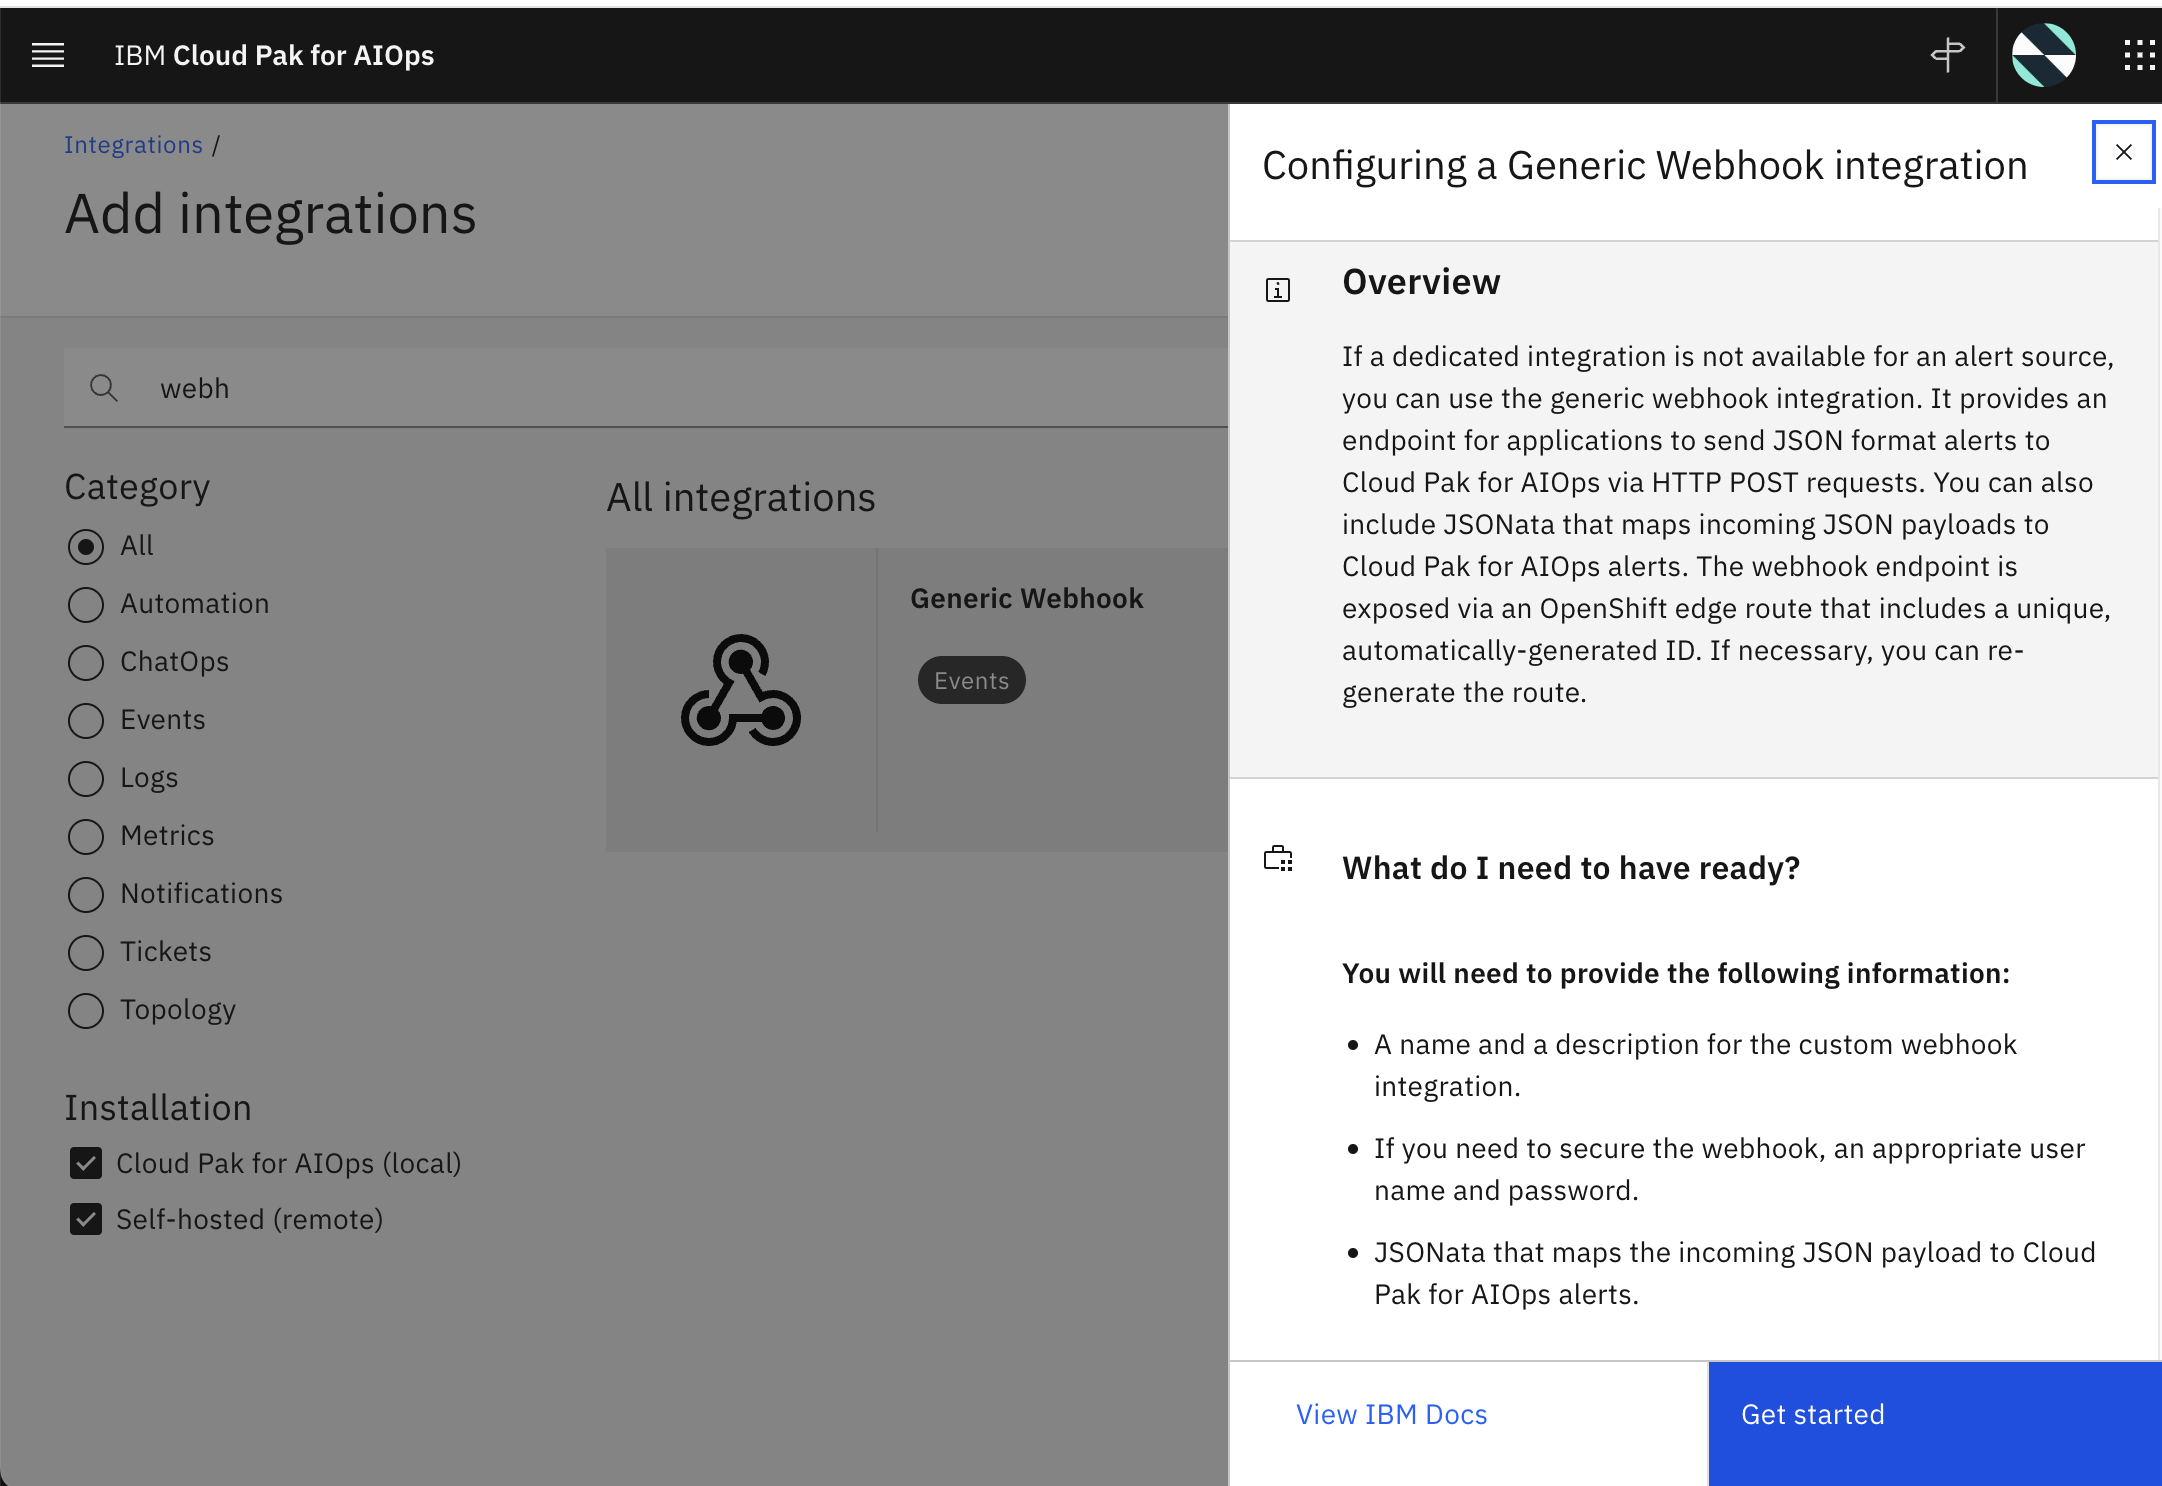 IBM Cloud Pak for AIOps
Integrations /
Add integrations
webh
Category
All
Automation
ChatOps
Events
Logs
Metrics
Notifications
Tickets
Topology
Installation
Cloud Pak for AIOps (local)
Self-hosted (remote)
All integrations
Generic Webhook
Events
Configuring a Generic Webhook integration
Overview
If a dedicated integration is not available for an alert source,
you can use the generic webhook integration. It provides an
endpoint for applications to send JSON format alerts to
Cloud Pak for AIOps via HTTP POST requests. You can also
include JSONata that maps incoming JSON payloads to
Cloud Pak for AIOps alerts. The webhook endpoint is
exposed via an OpenShift edge route that includes a unique,
automatically-generated ID. If necessary, you can re-
generate the route.
What do I need to have ready?
You will need to provide the following information:
• A name and a description for the custom webhook
integration.
• If you need to secure the webhook, an appropriate user
name and password.
• JSONata that maps the incoming JSON payload to Cloud
Pak for AIOps alerts.
View IBM Docs
Get started